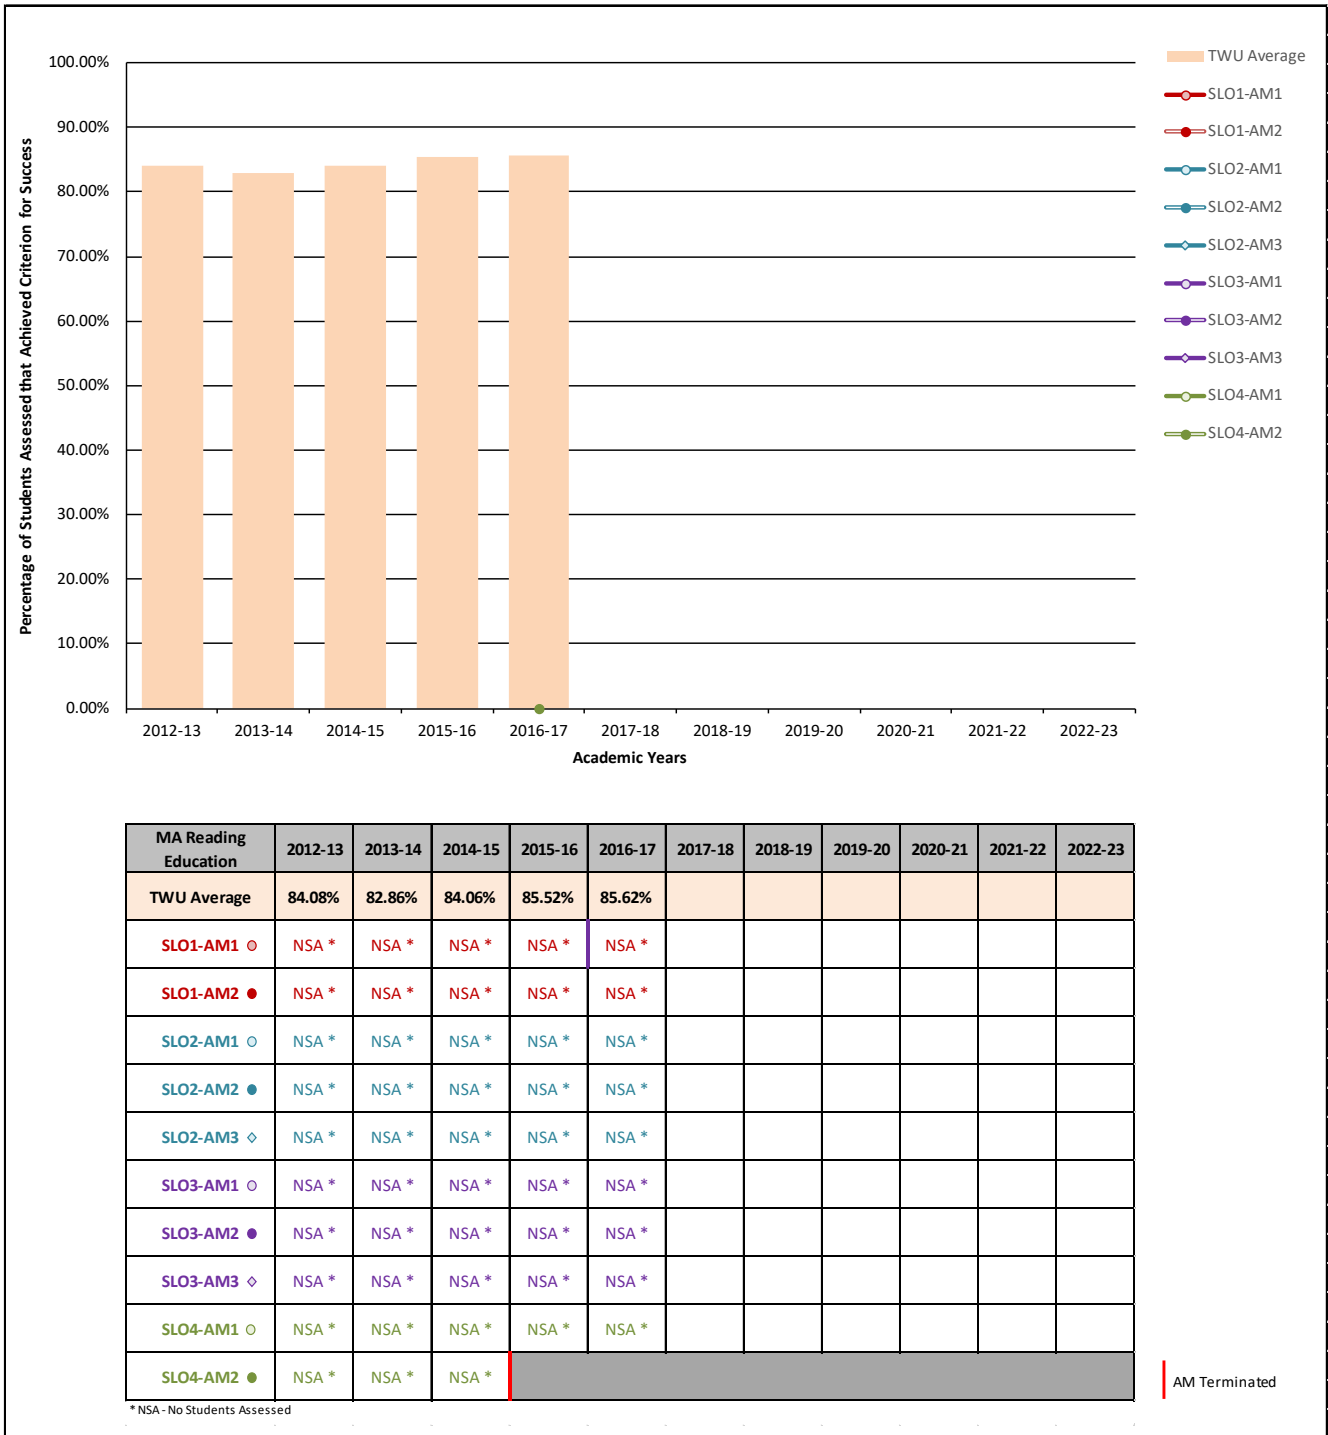 100.00%
90.00%
80.00%
70.00%
60.00%
50.00%
40.00%
30.00%
20.00%
10.00%
0.00%
Percentage of Students Assessed that Achieved Criterion for Success
2012-13 2013-14 2014-15 2015-16 2016-17 2017-18 2018-19 2019-20 2020-21 2021-22 2022-23
Academic Years
TWU Average
SLO1-AM1
SLO1-AM2
SLO2-AM1
SLO2-AM2
SLO2-AM3
SLO3-AM1
SLO3-AM2
SLO3-AM3
SLO4-AM1
SLO4-AM2
MA Reading
Education 2012-13 2013-14 2014-15 2015-16 2016-17 2017-18 2018-19 2019-20 2020-21 2021-22 2022-23
TWU Average 84.08% 82.86% 84.06% 85.52% 85.62%
SLO1-AM1 NSA * NSA * NSA * NSA * NSA *
SLO1-AM2 NSA * NSA * NSA * NSA * NSA *
SLO2-AM1 NSA * NSA * NSA * NSA * NSA *
SLO2-AM2 NSA * NSA * NSA * NSA * NSA *
SLO2-AM3 NSA * NSA * NSA * NSA * NSA *
SLO3-AM1 NSA * NSA * NSA * NSA * NSA *
SLO3-AM2 NSA * NSA * NSA * NSA * NSA *
SLO3-AM3 NSA * NSA * NSA * NSA * NSA *
SLO4-AM1 NSA * NSA * NSA * NSA * NSA *
SLO4-AM2 NSA * NSA * NSA *
AM Terminated
* NSA - No Students Assessed